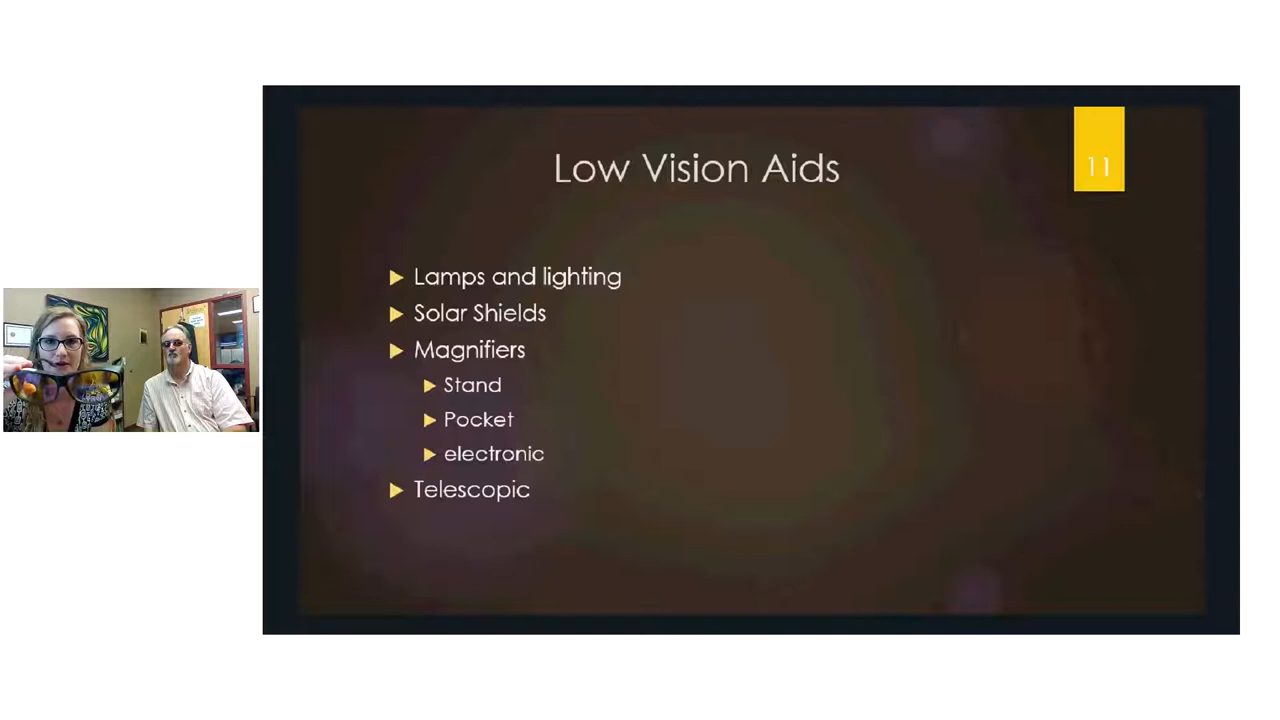 Low Vision Aids
11
Lamps and lighting
Solar Shields
Magnifiers
Stand
Pocket
electronic
Telescopic